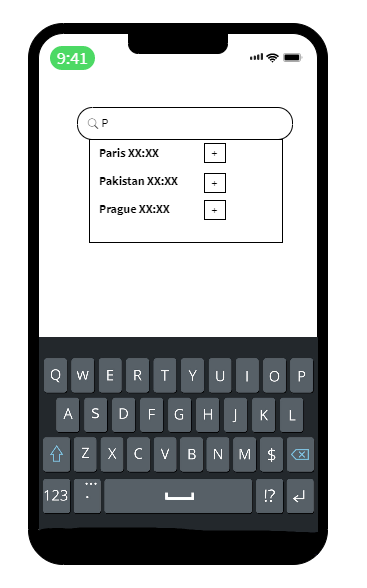 9:41
P
Paris XX:XX +
Pakistan XX:XX +
Prague XX:XX +
Q W E R T Y U I O P
A S D F G H J K L
Z X C V B N M $
123 . !?